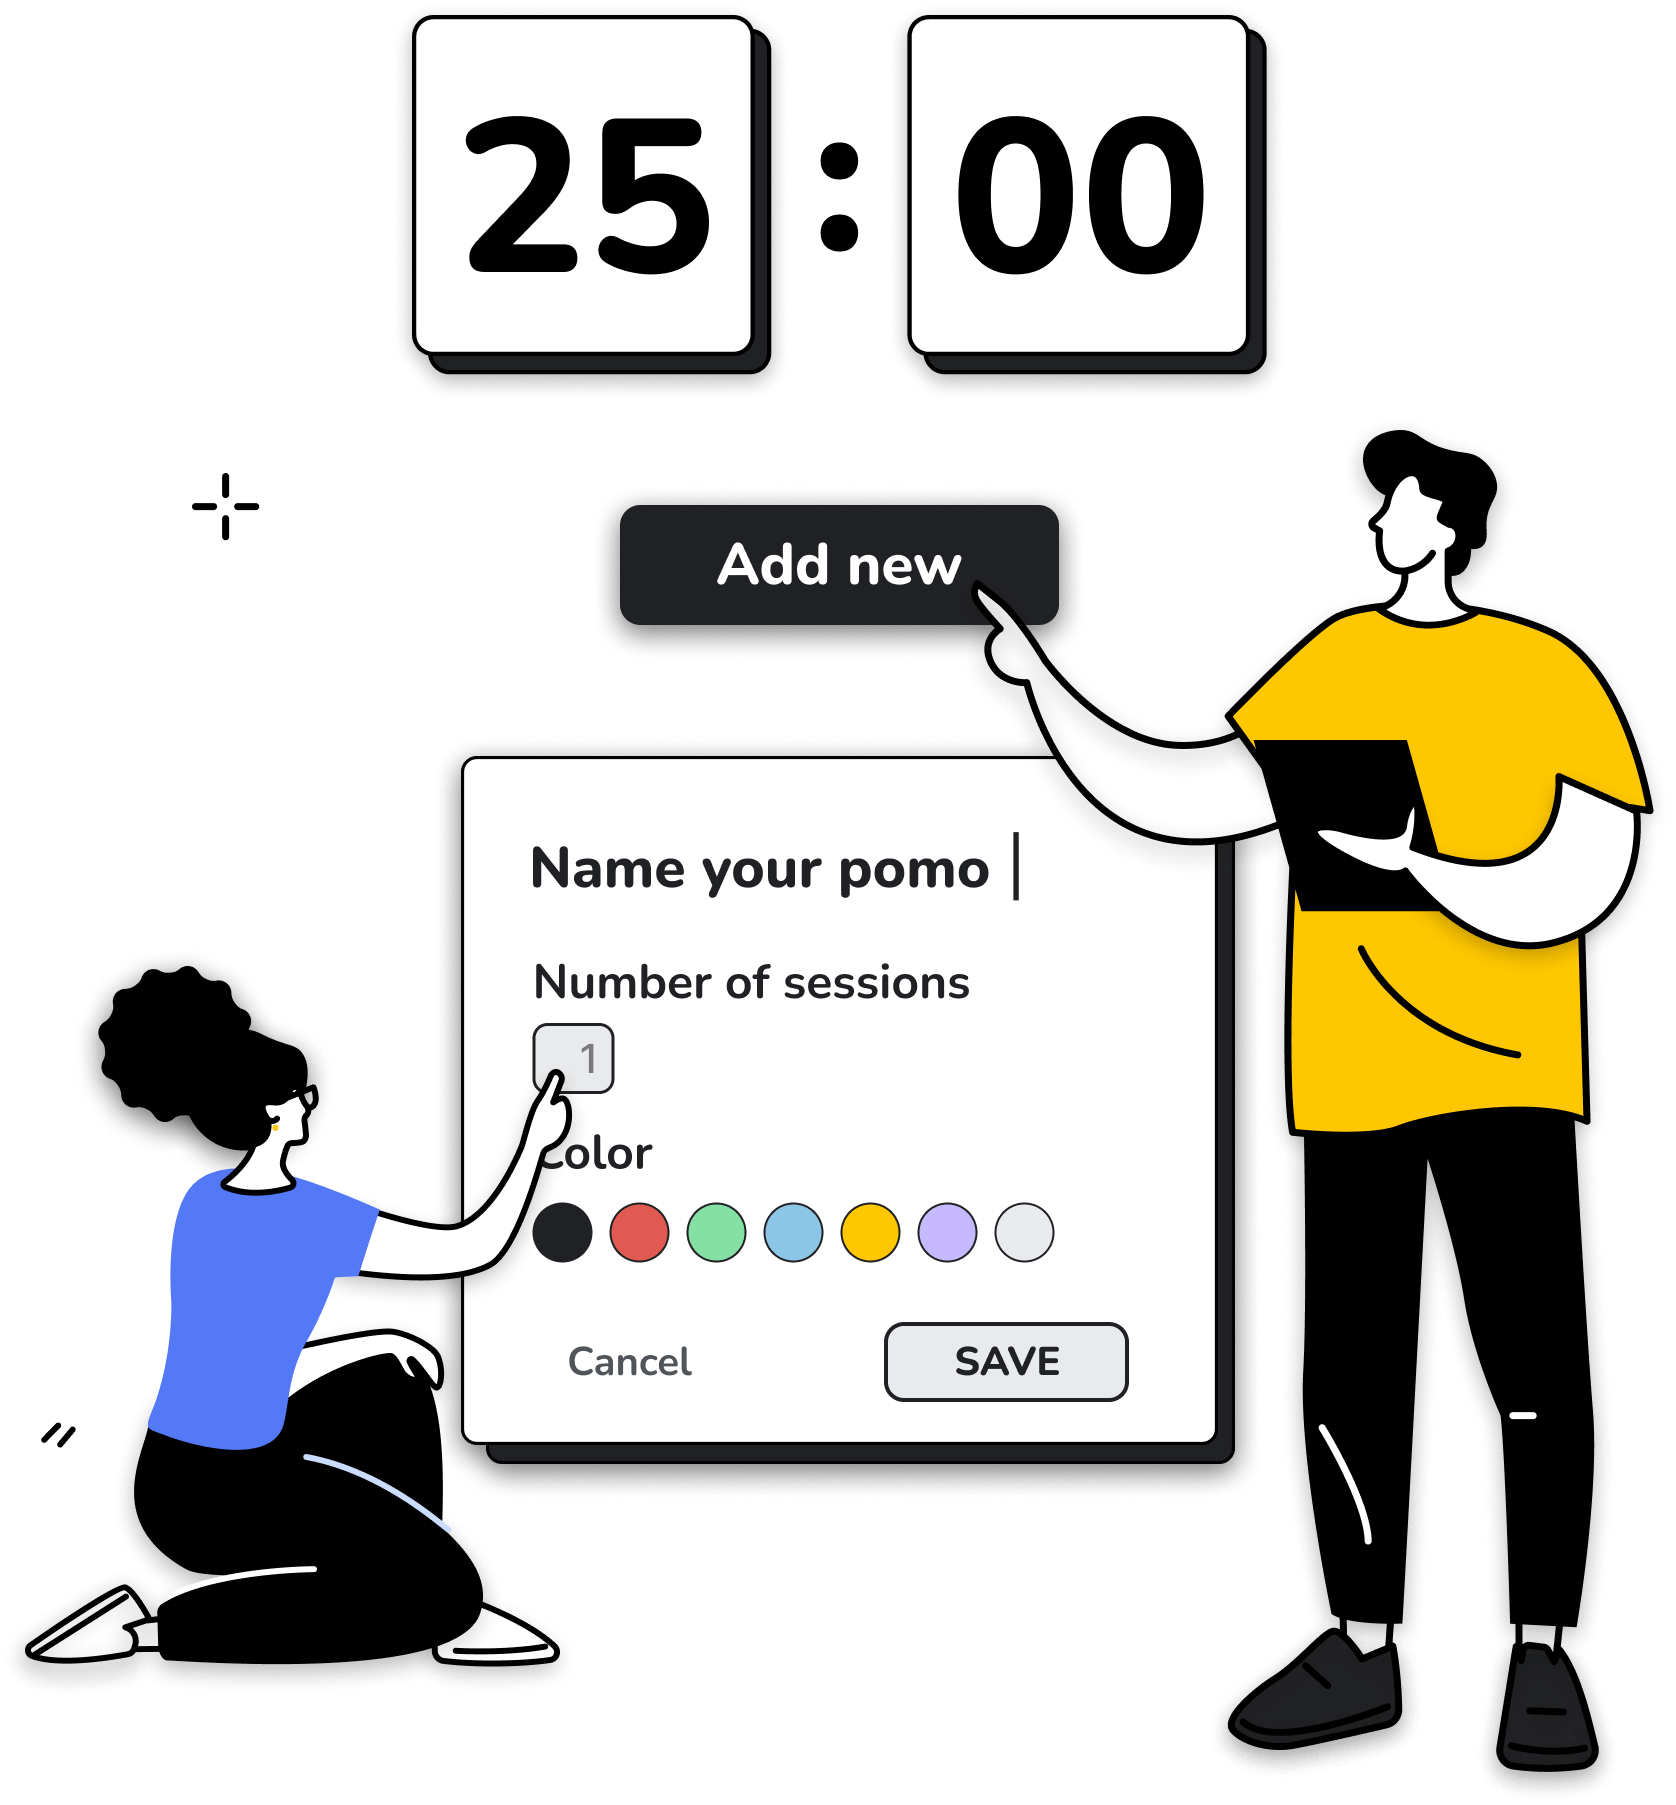 25 : 00
Add new
Name your pomo
Number of sessions
1
Color
Cancel
SAVE